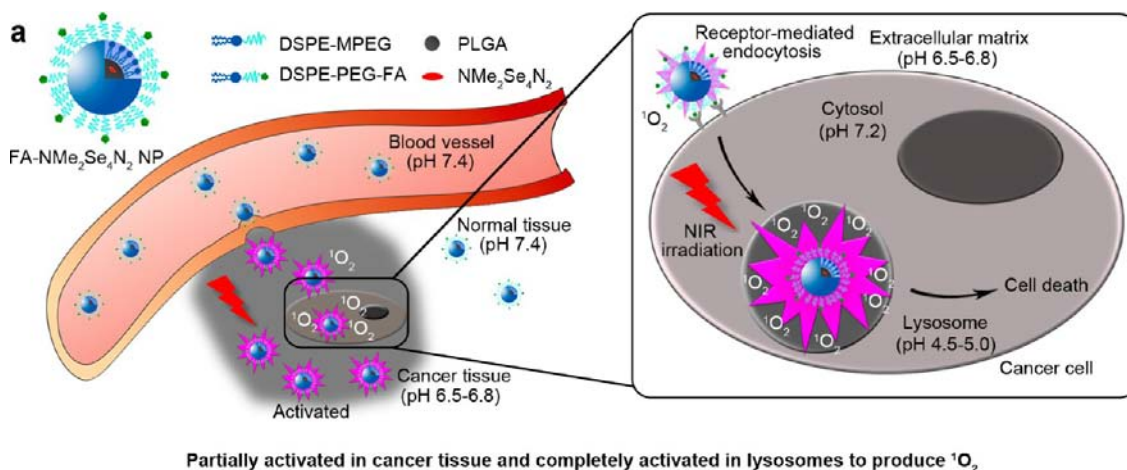 a
DSPE-MPEG
PLGA
DSPE-PEG-FA
NMe₂Se₄N₂
FA-NMe₂Se₄N₂ NP
Blood vessel
(pH 7.4)
Normal tissue
(pH 7.4)
¹O₂
¹O₂
¹O₂
¹O₂
Cancer tissue
(pH 6.5-6.8)
Activated
Receptor-mediated
endocytosis
Extracellular matrix
(pH 6.5-6.8)
¹O₂
Cytosol
(pH 7.2)
NIR
irradiation
¹O₂
¹O₂
¹O₂
¹O₂
¹O₂
¹O₂
¹O₂
¹O₂
Cell death
Lysosome
(pH 4.5-5.0)
Cancer cell
Partially activated in cancer tissue and completely activated in lysosomes to produce ¹O₂